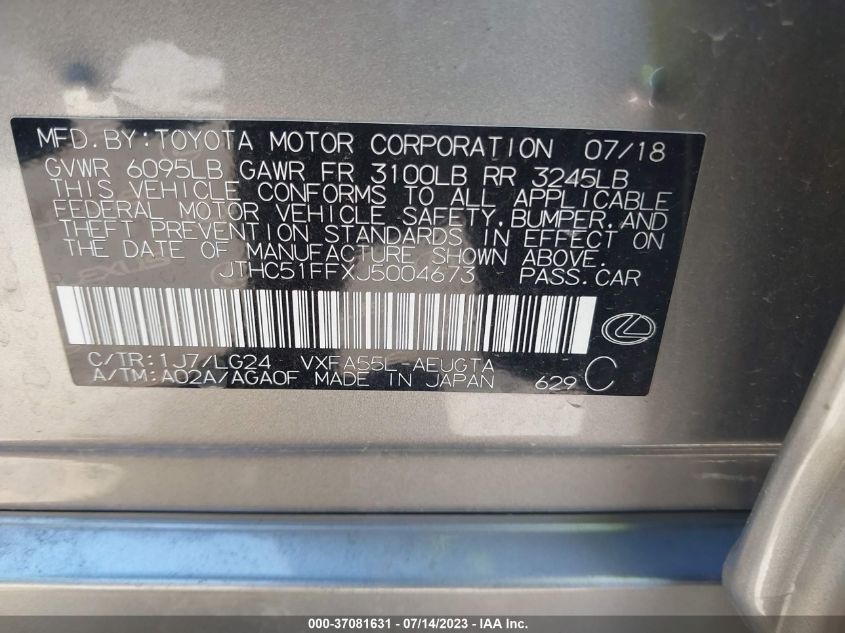 MFD.BY:TOYOTA MOTOR CORPORATION 07/18
GVWR 6095LB GAWR FR 3100LB RR 3245LB
THIS VEHICLE CONFORMS TO ALL APPLICABLE
FEDERAL MOTOR VEHICLE SAFETY,BUMPER,AND
THEFT PREVENTION STANDARDS IN EFFECT ON
THE DATE OF MANUFACTURE SHOWN ABOVE.
JTHC51FFXJ5004673 PASS.CAR
C/TR:1J7/LG24 VXFA55L-AEUGTA
A/TM:A02A/AGA0F MADE IN JAPAN 629 C
000-37081631 - 07/14/2023 - IAA Inc.